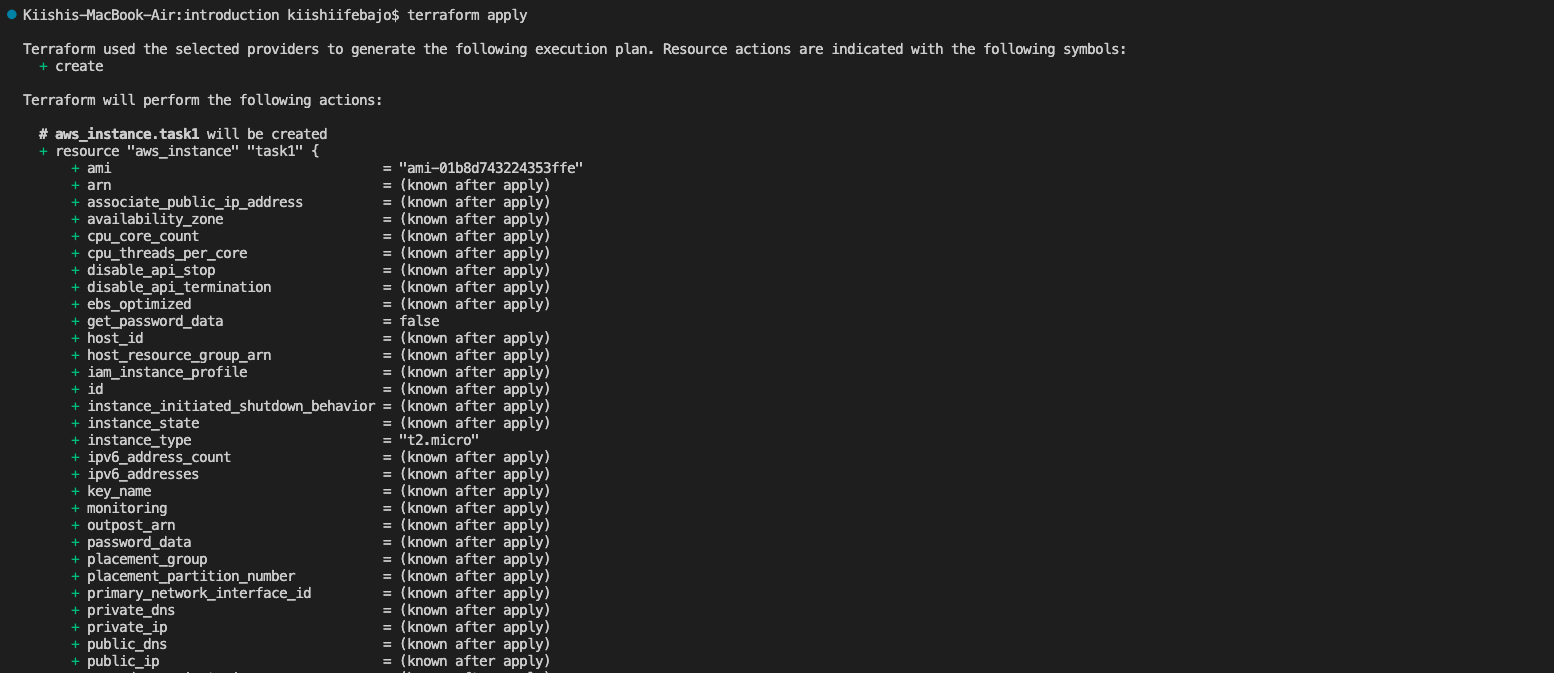 Kiishis-MacBook-Air:introduction kiishiifebajo$ terraform apply
Terraform used the selected providers to generate the following execution plan. Resource actions are indicated with the following symbols:
+ create
Terraform will perform the following actions:
# aws_instance.task1 will be created
+ resource "aws_instance" "task1" {
+ ami = "ami-01b8d743224353ffe"
+ arn = (known after apply)
+ associate_public_ip_address = (known after apply)
+ availability_zone = (known after apply)
+ cpu_core_count = (known after apply)
+ cpu_threads_per_core = (known after apply)
+ disable_api_stop = (known after apply)
+ disable_api_termination = (known after apply)
+ ebs_optimized = (known after apply)
+ get_password_data = false
+ host_id = (known after apply)
+ host_resource_group_arn = (known after apply)
+ iam_instance_profile = (known after apply)
+ id = (known after apply)
+ instance_initiated_shutdown_behavior = (known after apply)
+ instance_state = (known after apply)
+ instance_type = "t2.micro"
+ ipv6_address_count = (known after apply)
+ ipv6_addresses = (known after apply)
+ key_name = (known after apply)
+ monitoring = (known after apply)
+ outpost_arn = (known after apply)
+ password_data = (known after apply)
+ placement_group = (known after apply)
+ placement_partition_number = (known after apply)
+ primary_network_interface_id = (known after apply)
+ private_dns = (known after apply)
+ private_ip = (known after apply)
+ public_dns = (known after apply)
+ public_ip = (known after apply)